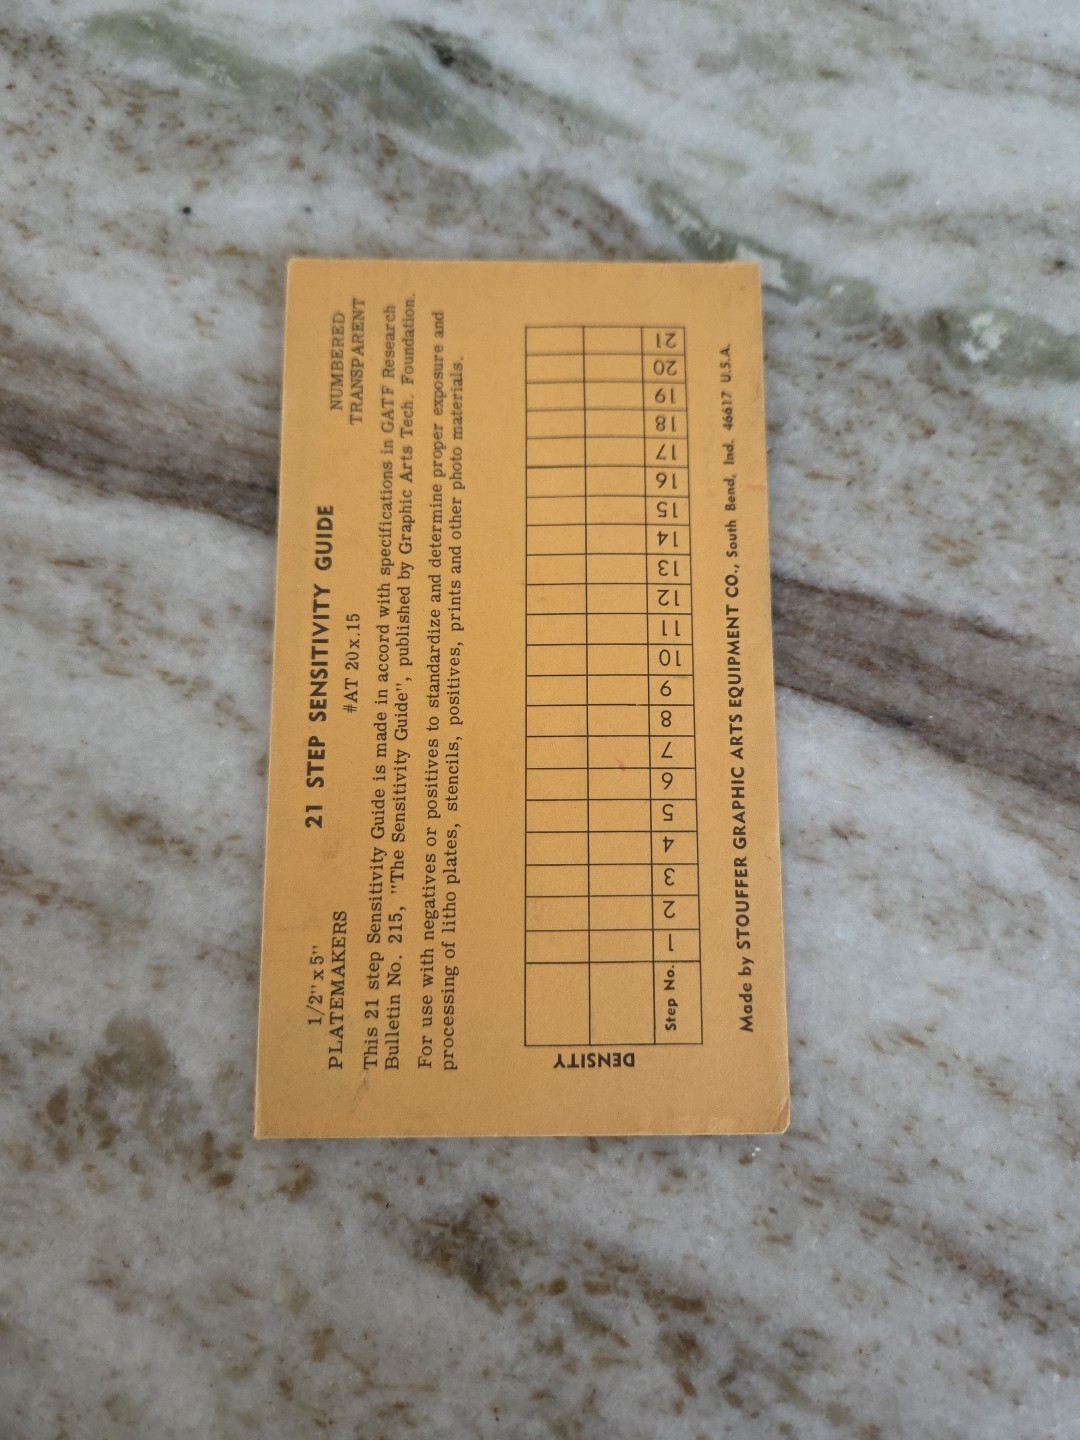 21 STEP SENSITIVITY GUIDE
1/2" x 5" NUMBERED
PLATEMAKERS #AT 20x.15 TRANSPARENT
This 21 step Sensitivity Guide is made in accord with specifications in GATF Research
Bulletin No. 215, "The Sensitivity Guide", published by Graphic Arts Tech. Foundation.
For use with negatives or positives to standardize and determine proper exposure and
processing of litho plates, stencils, positives, prints and other photo materials.
DENSITY
Step No. 1 2 3 4 5 6 7 8 9 10 11 12 13 14 15 16 17 18 19 20 21
Made by STOUFFER GRAPHIC ARTS EQUIPMENT CO., South Bend, Ind. 46617 U.S.A.